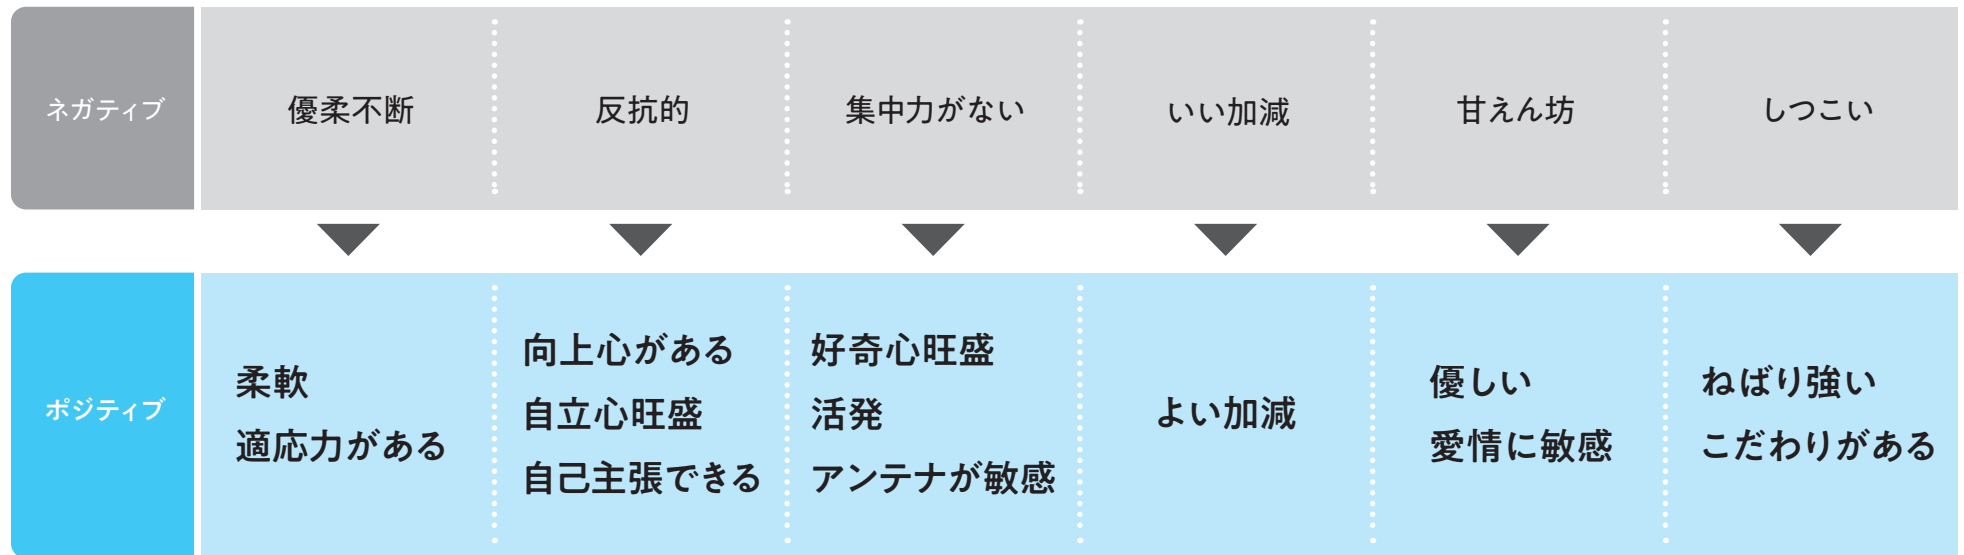 ネガティブ
優柔不断
反抗的
集中力がない
いい加減
甘えん坊
しつこい
ポジティブ
柔軟
適応力がある
向上心がある
自立心旺盛
自己主張できる
好奇心旺盛
活発
アンテナが敏感
よい加減
優しい
愛情に敏感
ねばり強い
こだわりがある